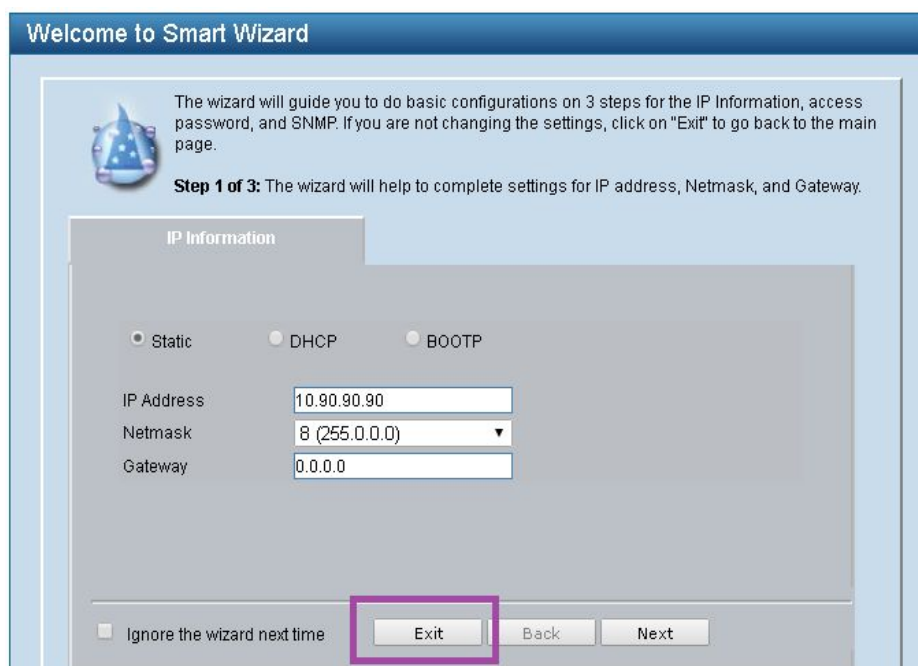 Welcome to Smart Wizard
The wizard will guide you to do basic configurations on 3 steps for the IP Information, access
password, and SNMP. If you are not changing the settings, click on "Exit" to go back to the main
page.
Step 1 of 3: The wizard will help to complete settings for IP address, Netmask, and Gateway.
IP Information
Static DHCP BOOTP
IP Address 10.90.90.90
Netmask 8 (255.0.0.0)
Gateway 0.0.0.0
Ignore the wizard next time Exit Back Next